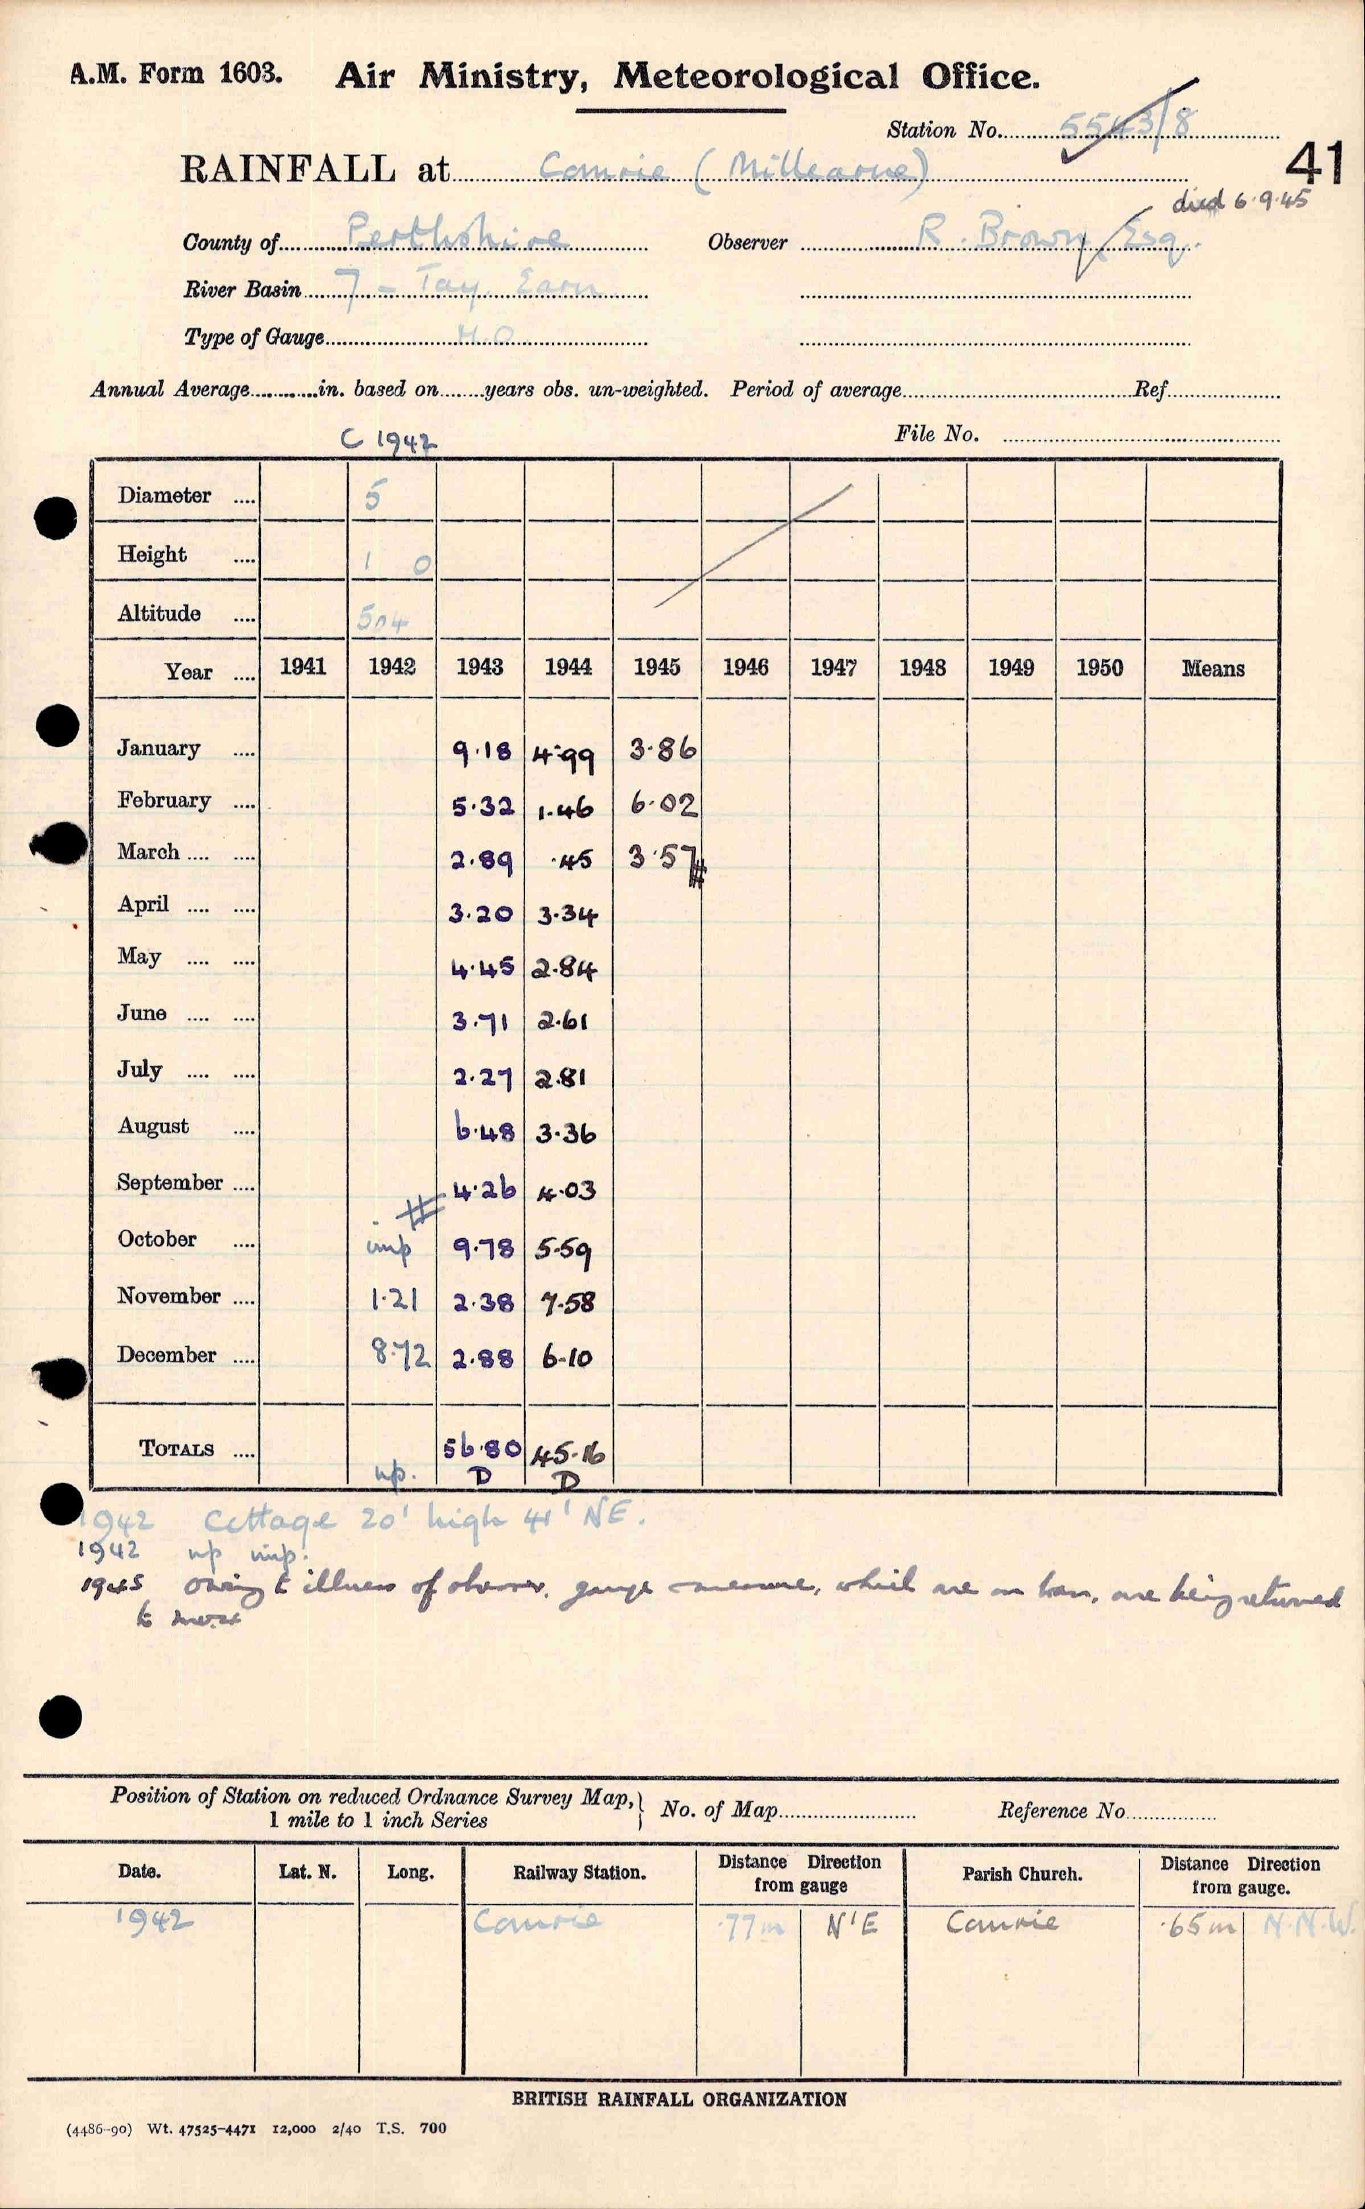 A.M. Form 1603. Air Ministry, Meteorological Office.
Station No. 5543/8
41
RAINFALL at Comrie (Millearne)
died 6.9.45
County of Perthshire Observer R. Brown, Esq.
River Basin 7 - Tay. Earn
Type of Gauge M.O.
Annual Average in. based on years obs. un-weighted. Period of average Ref
File No.
C 1942
Diameter 5
Height 1 0
Altitude 504
Year 1941 1942 1943 1944 1945 1946 1947 1948 1949 1950 Means
January 9.18 4.99 3.86
February 5.32 1.46 6.02
March 2.89 .45 3.57 #
April 3.20 3.34
May 4.45 2.84
June 3.71 2.61
July 2.27 2.81
August 6.48 3.36
September 4.26 4.03
#
October imp 9.78 5.59
November 1.21 2.38 7.58
December 8.72 2.88 6.10
TOTALS 56.80 45.16
np. D D
1942 Cottage 20' high 41' NE.
1942 np imp.
1945 Owing to illness of observer, gauge measure, which are on loan, are being returned
to
Position of Station on reduced Ordnance Survey Map, 1 mile to 1 inch Series } No. of Map Reference No.
Date. Lat. N. Long. Railway Station. Distance Direction from gauge Parish Church. Distance Direction from gauge.
1942 Comrie .77m N'E Comrie .65m N.N.W.
BRITISH RAINFALL ORGANIZATION
(4486-90) Wt. 47525-4471 12,000 2/40 T.S. 700